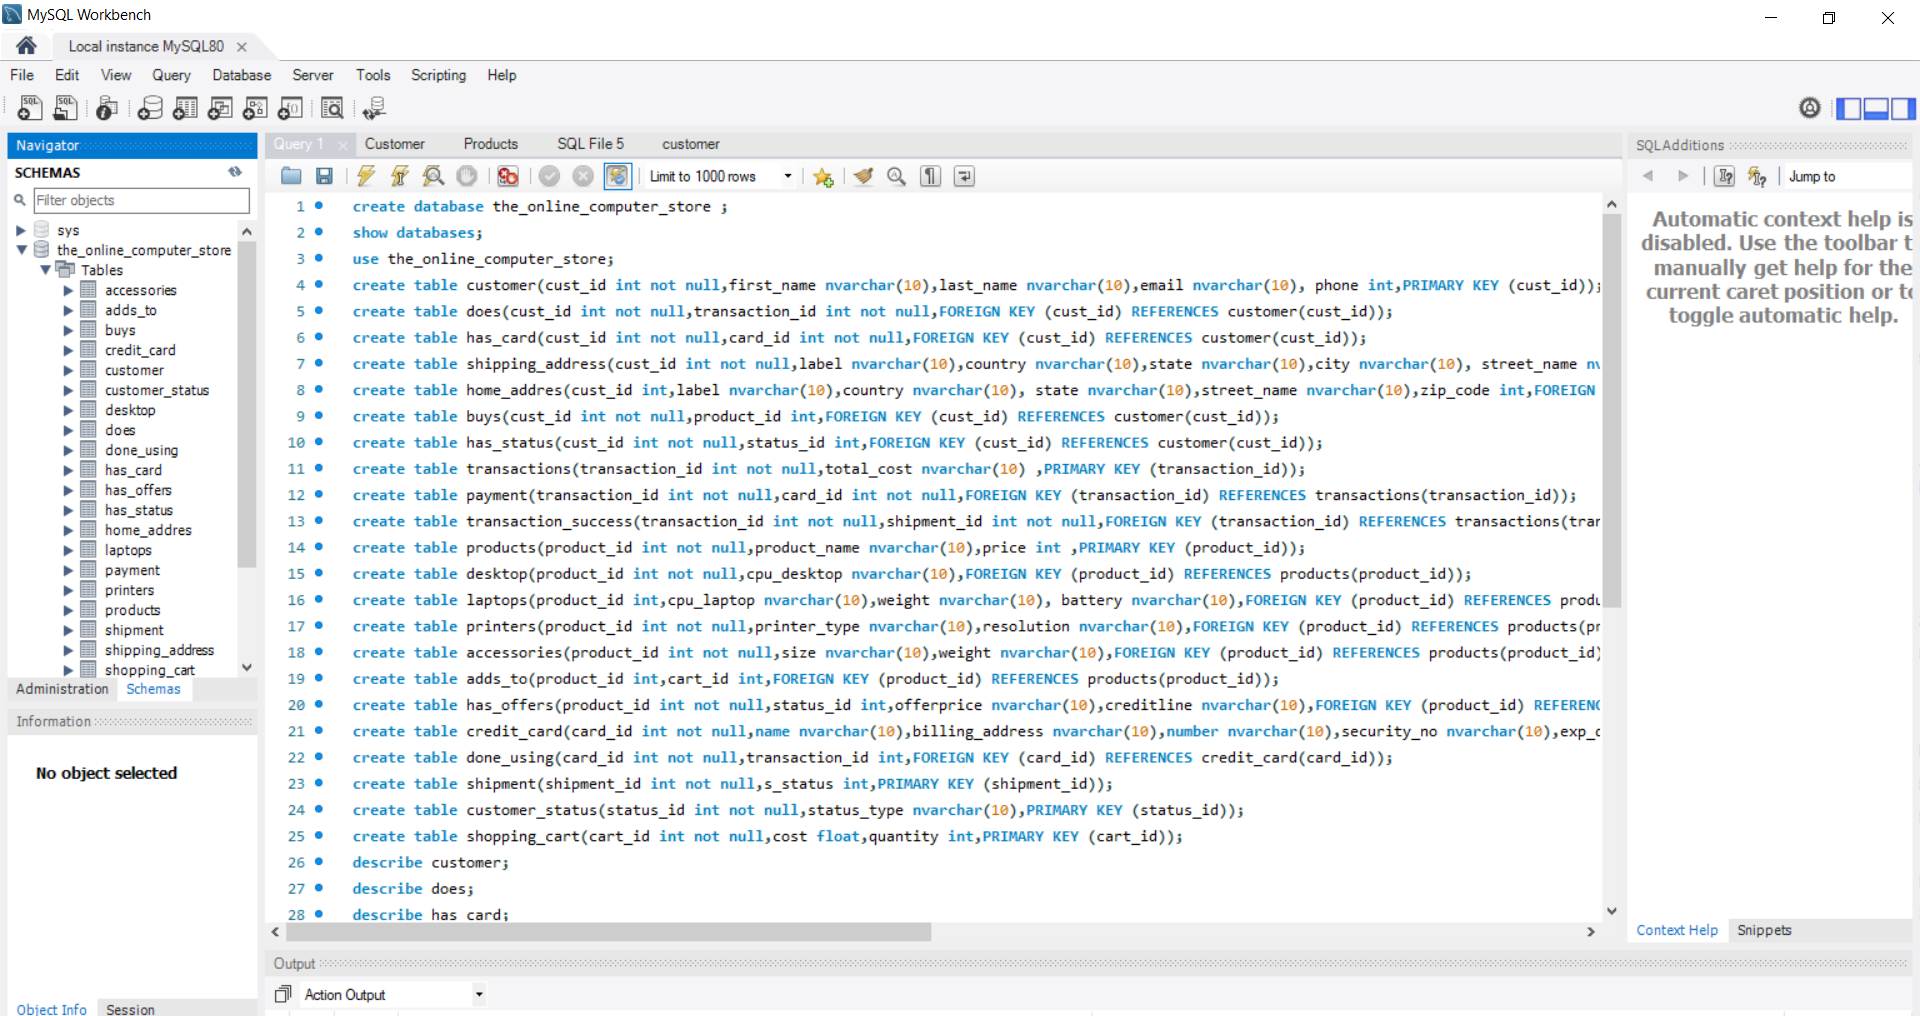 MySQL Workbench
Local instance MySQL80
File Edit View Query Database Server Tools Scripting Help
Navigator
SCHEMAS
Filter objects
sys
the_online_computer_store
Tables
accessories
adds_to
buys
credit_card
customer
customer_status
desktop
does
done_using
has_card
has_offers
has_status
home_addres
laptops
payment
printers
products
shipment
shipping_address
shopping_cart
Administration Schemas
Information
No object selected
Object Info Session
Query 1 Customer Products SQL File 5 customer
Limit to 1000 rows
1 create database the_online_computer_store ;
2 show databases;
3 use the_online_computer_store;
4 create table customer(cust_id int not null,first_name nvarchar(10),last_name nvarchar(10),email nvarchar(10), phone int,PRIMARY KEY (cust_id));
5 create table does(cust_id int not null,transaction_id int not null,FOREIGN KEY (cust_id) REFERENCES customer(cust_id));
6 create table has_card(cust_id int not null,card_id int not null,FOREIGN KEY (cust_id) REFERENCES customer(cust_id));
7 create table shipping_address(cust_id int not null,label nvarchar(10),country nvarchar(10),state nvarchar(10),city nvarchar(10), street_name nv
8 create table home_addres(cust_id int,label nvarchar(10),country nvarchar(10), state nvarchar(10),street_name nvarchar(10),zip_code int,FOREIGN
9 create table buys(cust_id int not null,product_id int,FOREIGN KEY (cust_id) REFERENCES customer(cust_id));
10 create table has_status(cust_id int not null,status_id int,FOREIGN KEY (cust_id) REFERENCES customer(cust_id));
11 create table transactions(transaction_id int not null,total_cost nvarchar(10) ,PRIMARY KEY (transaction_id));
12 create table payment(transaction_id int not null,card_id int not null,FOREIGN KEY (transaction_id) REFERENCES transactions(transaction_id));
13 create table transaction_success(transaction_id int not null,shipment_id int not null,FOREIGN KEY (transaction_id) REFERENCES transactions(tran
14 create table products(product_id int not null,product_name nvarchar(10),price int ,PRIMARY KEY (product_id));
15 create table desktop(product_id int not null,cpu_desktop nvarchar(10),FOREIGN KEY (product_id) REFERENCES products(product_id));
16 create table laptops(product_id int,cpu_laptop nvarchar(10),weight nvarchar(10), battery nvarchar(10),FOREIGN KEY (product_id) REFERENCES produ
17 create table printers(product_id int not null,printer_type nvarchar(10),resolution nvarchar(10),FOREIGN KEY (product_id) REFERENCES products(pr
18 create table accessories(product_id int not null,size nvarchar(10),weight nvarchar(10),FOREIGN KEY (product_id) REFERENCES products(product_id)
19 create table adds_to(product_id int,cart_id int,FOREIGN KEY (product_id) REFERENCES products(product_id));
20 create table has_offers(product_id int not null,status_id int,offerprice nvarchar(10),creditline nvarchar(10),FOREIGN KEY (product_id) REFERENC
21 create table credit_card(card_id int not null,name nvarchar(10),billing_address nvarchar(10),number nvarchar(10),security_no nvarchar(10),exp_d
22 create table done_using(card_id int not null,transaction_id int,FOREIGN KEY (card_id) REFERENCES credit_card(card_id));
23 create table shipment(shipment_id int not null,s_status int,PRIMARY KEY (shipment_id));
24 create table customer_status(status_id int not null,status_type nvarchar(10),PRIMARY KEY (status_id));
25 create table shopping_cart(cart_id int not null,cost float,quantity int,PRIMARY KEY (cart_id));
26 describe customer;
27 describe does;
28 describe has_card;
Output
Action Output
SQLAdditions
Jump to
Automatic context help is
disabled. Use the toolbar t
manually get help for the
current caret position or to
toggle automatic help.
Context Help Snippets